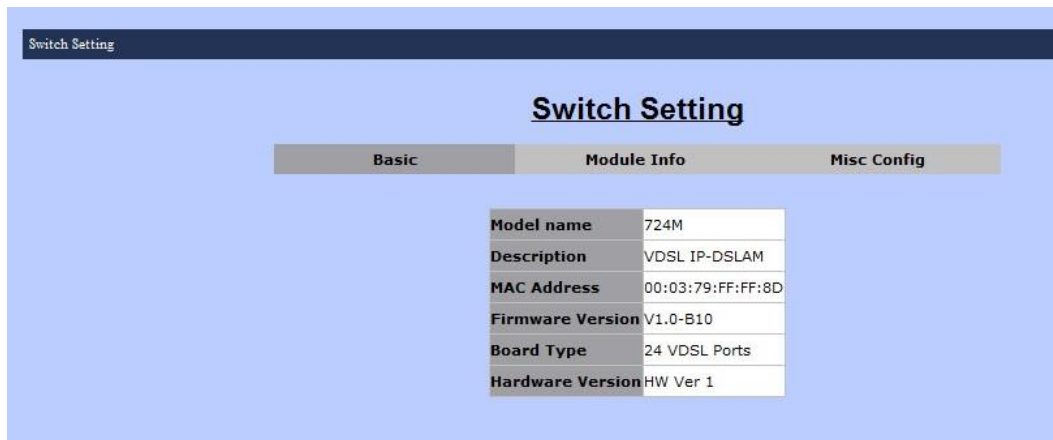 Switch Setting
Switch Setting
Basic Module Info Misc Config
Model name 724M
Description VDSL IP-DSLAM
MAC Address 00:03:79:FF:FF:8D
Firmware Version V1.0-B10
Board Type 24 VDSL Ports
Hardware Version HW Ver 1